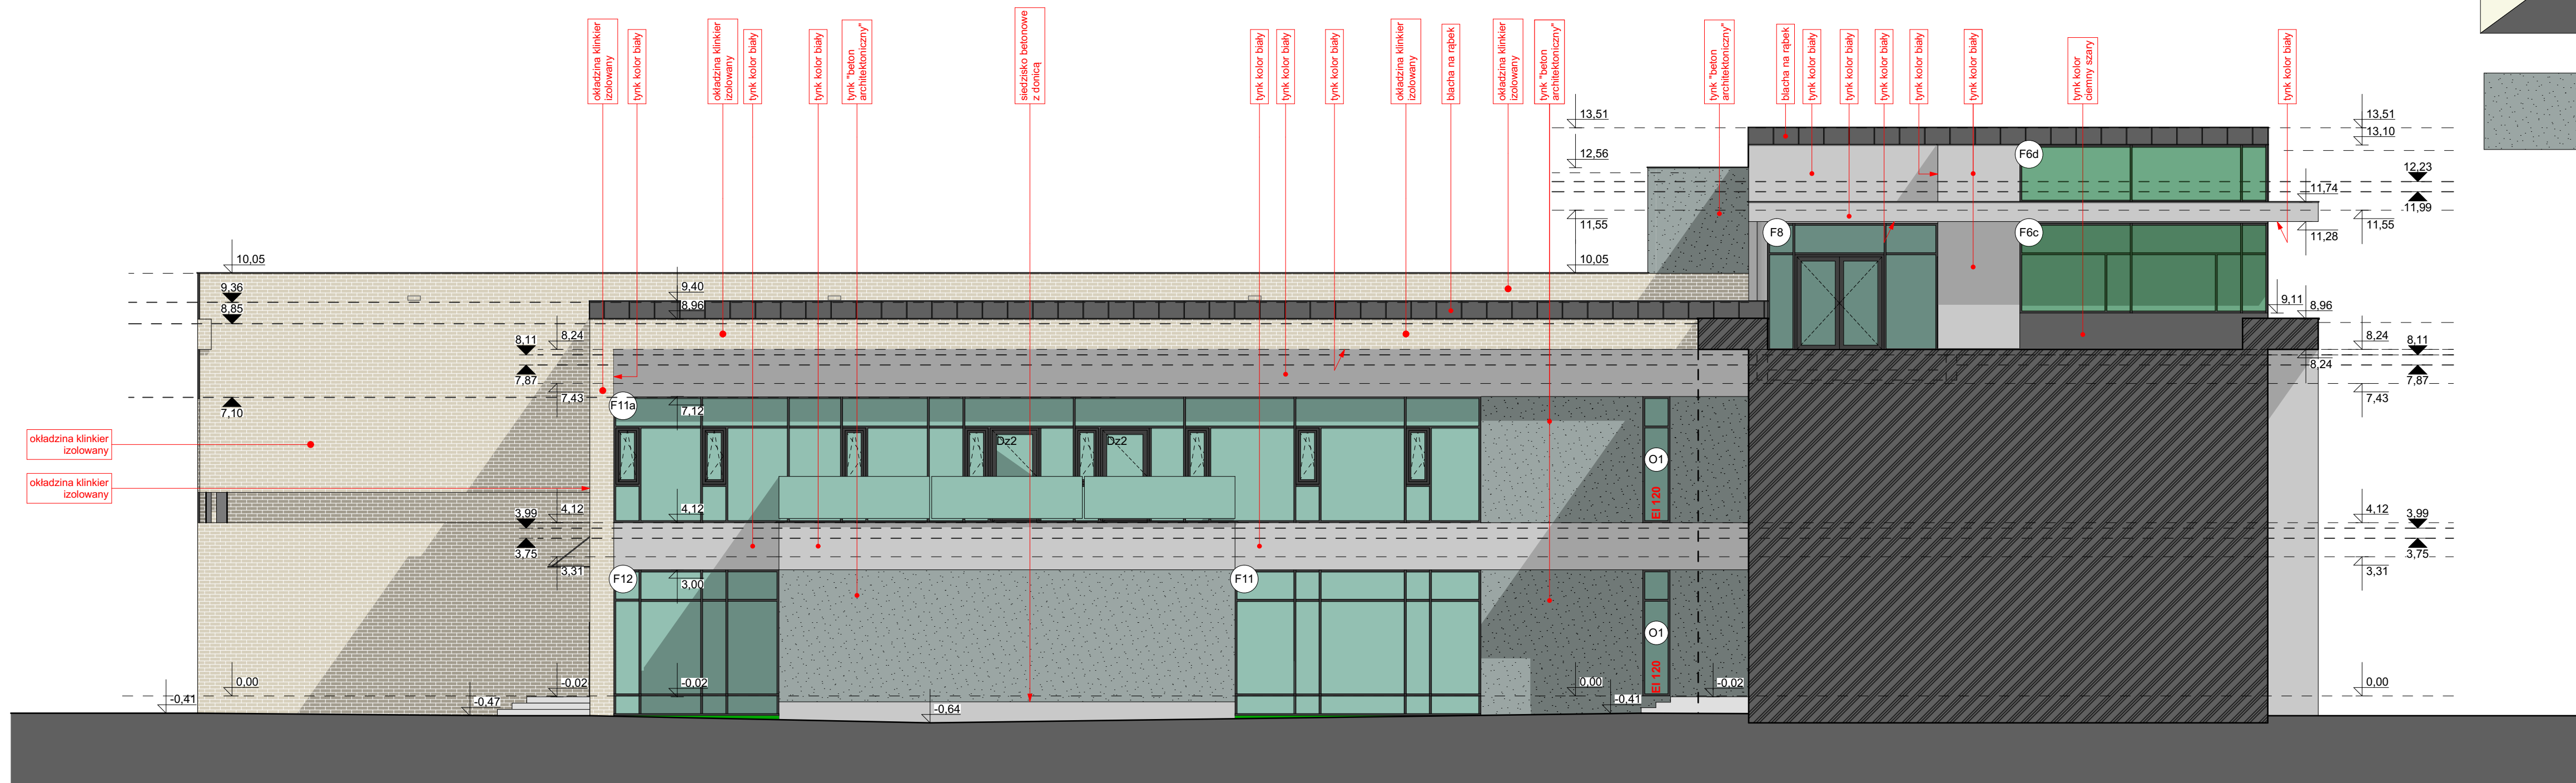 okładzina klinkier
izolowany
tynk kolor biały
okładzina klinkier
izolowany
tynk kolor biały
tynk kolor biały
tynk "beton
architektoniczny"
siedzisko betonowe
z donicą
tynk kolor biały
tynk kolor biały
tynk kolor biały
okładzina klinkier
izolowany
blacha na rąbek
okładzina klinkier
izolowany
tynk "beton
architektoniczny"
tynk "beton
architektoniczny"
blacha na rąbek
tynk kolor biały
tynk kolor biały
tynk kolor biały
tynk kolor biały
tynk kolor biały
tynk kolor
ciemny szary
tynk kolor biały
13,51
13,51
13,10
12,56
F6d
12,23
11,74
11,99
11,55
11,55
F8
F6c
11,28
10,05
10,05
9,36
9,40
8,85
8,96
9,11
8,96
8,24
8,11
8,24
8,11
8,24
7,87
7,87
7,43
7,43
7,10
F11a
7,12
okładzina klinkier
izolowany
Dz2
Dz2
O1
okładzina klinkier
izolowany
EI 120
4,12
4,12
3,99
4,12
3,99
3,75
3,75
3,31
3,31
F12
3,00
F11
O1
EI 120
0,00
-0,02
-0,02
0,00
-0,02
0,00
-0,41
-0,47
-0,64
-0,41